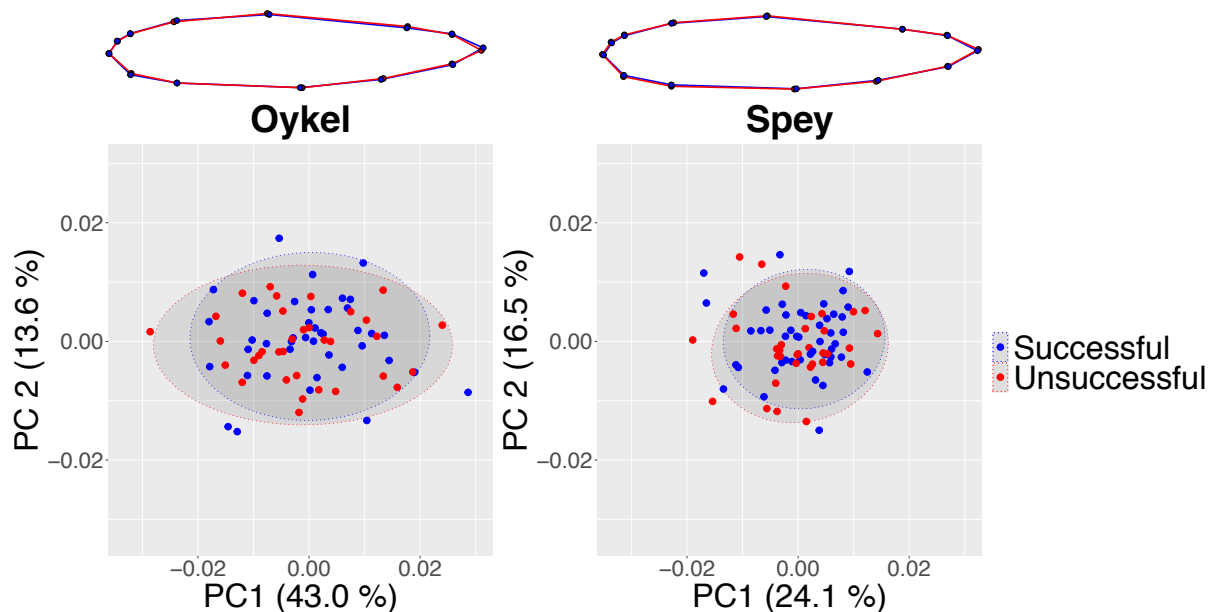 Oykel
Spey
0.02
0.00
−0.02
PC 2 (13.6 %)
−0.02
0.00
0.02
PC1 (43.0 %)
0.02
0.00
−0.02
PC 2 (16.5 %)
−0.02
0.00
0.02
PC1 (24.1 %)
Successful
Unsuccessful